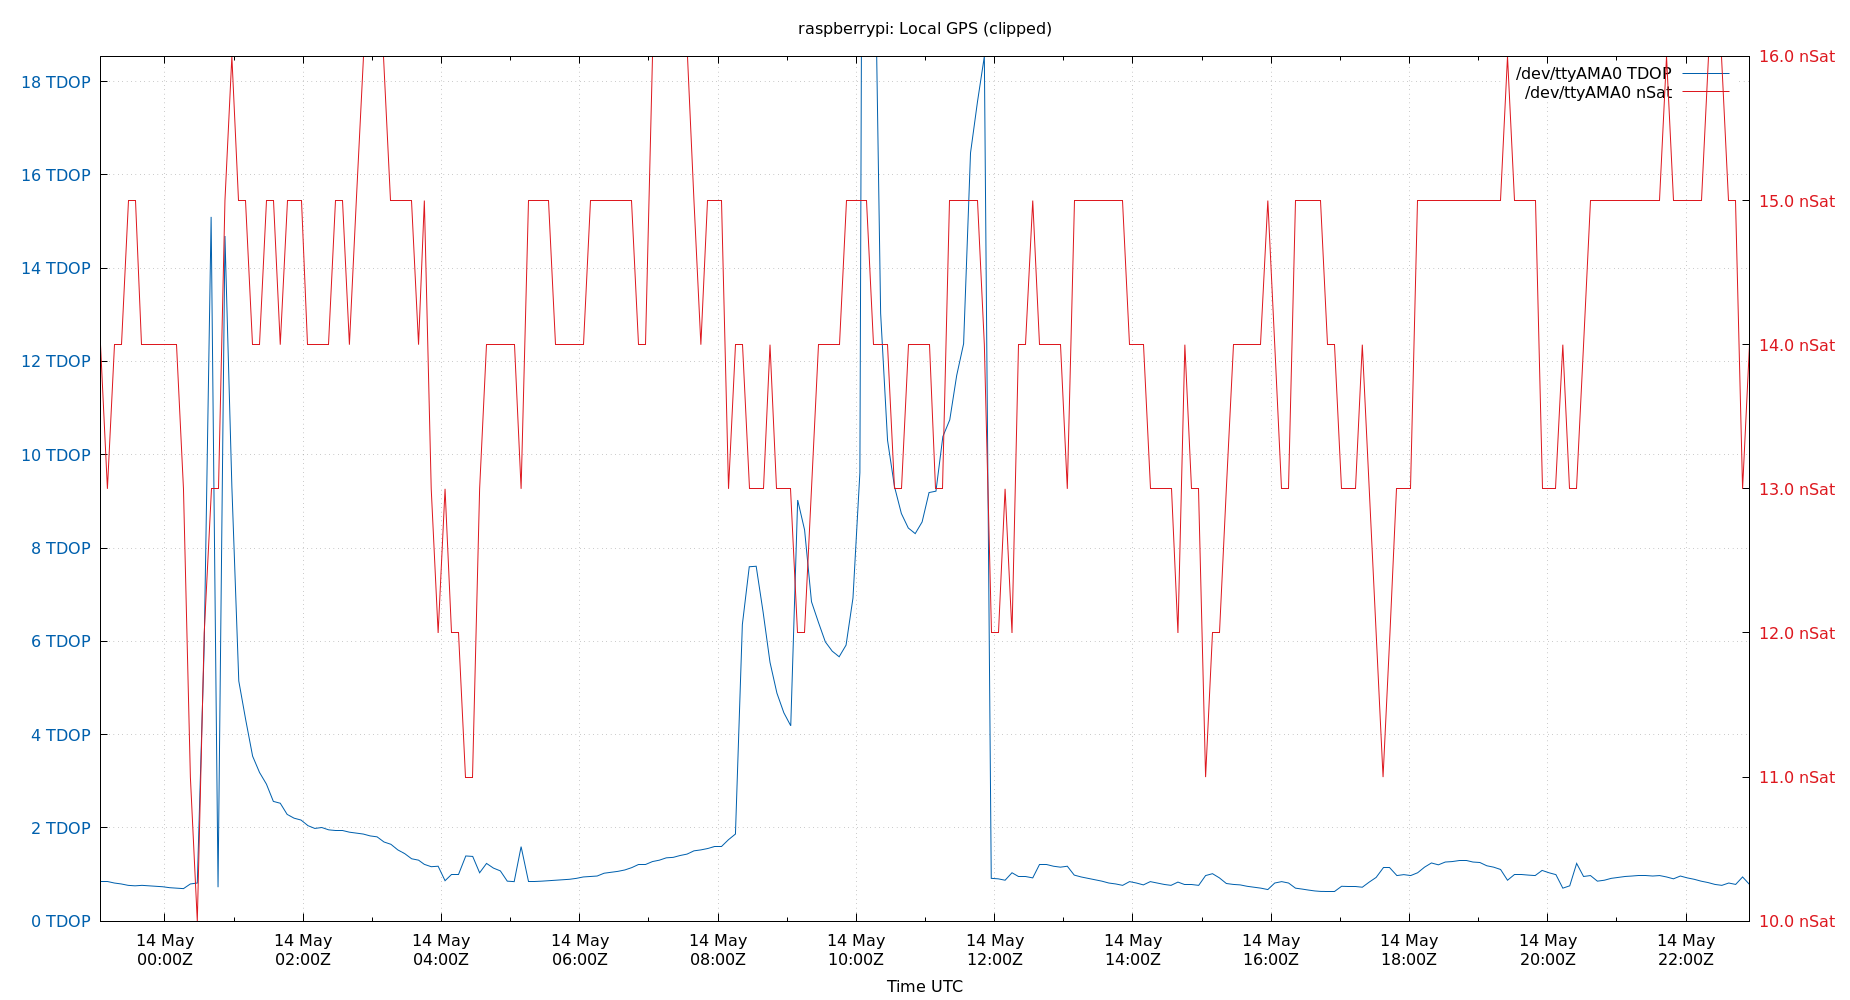 raspberrypi: Local GPS (clipped)
18 TDOP
16 TDOP
14 TDOP
12 TDOP
10 TDOP
8 TDOP
6 TDOP
4 TDOP
2 TDOP
0 TDOP
/dev/ttyAMA0 TDOP
/dev/ttyAMA0 nSat
16.0 nSat
15.0 nSat
14.0 nSat
13.0 nSat
12.0 nSat
11.0 nSat
10.0 nSat
14 May 14 May 14 May 14 May 14 May 14 May 14 May 14 May 14 May 14 May 14 May 14 May
00:00Z 02:00Z 04:00Z 06:00Z 08:00Z 10:00Z 12:00Z 14:00Z 16:00Z 18:00Z 20:00Z 22:00Z
Time UTC